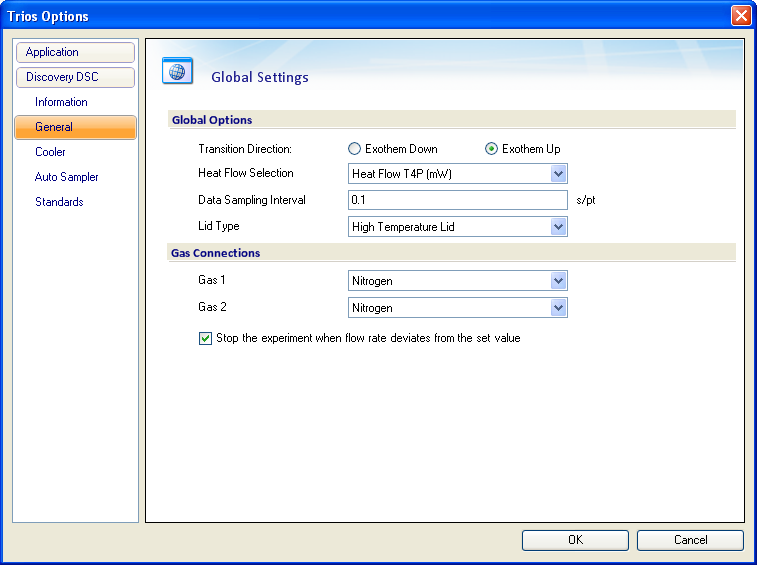 Trios Options
Application
Discovery DSC
Information
General
Cooler
Auto Sampler
Standards
Global Settings
Global Options
Transition Direction: Exothem Down Exothem Up
Heat Flow Selection Heat Flow T4P (mW)
Data Sampling Interval 0.1 s/pt
Lid Type High Temperature Lid
Gas Connections
Gas 1 Nitrogen
Gas 2 Nitrogen
Stop the experiment when flow rate deviates from the set value
OK Cancel